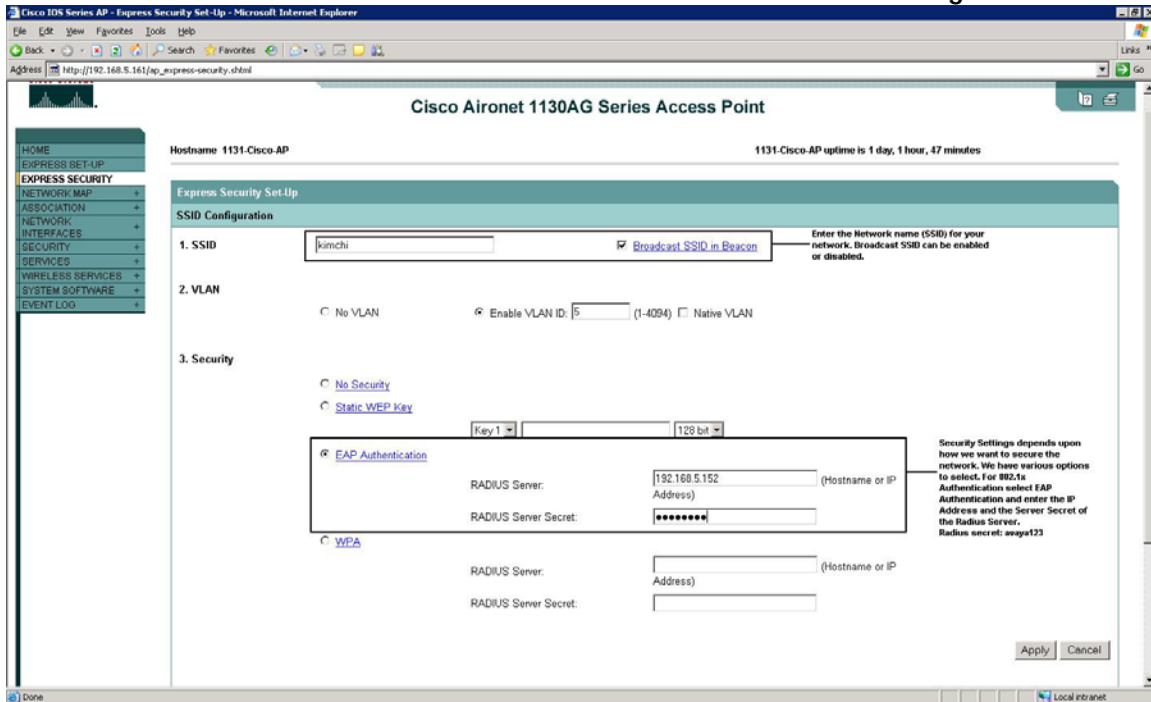 Cisco IOS Series AP - Express Security Set-Up - Microsoft Internet Explorer
File Edit View Favorites Tools Help
Back Search Favorites Links
Address http://192.168.5.161/ap_express-security.shtml Go
Cisco Aironet 1130AG Series Access Point
Hostname 1131-Cisco-AP 1131-Cisco-AP uptime is 1 day, 1 hour, 47 minutes
HOME
EXPRESS SET-UP
EXPRESS SECURITY
NETWORK MAP +
ASSOCIATION +
NETWORK
INTERFACES +
SECURITY +
SERVICES +
WIRELESS SERVICES +
SYSTEM SOFTWARE +
EVENT LOG +
Express Security Set-Up
SSID Configuration
1. SSID kimchi Broadcast SSID in Beacon
Enter the Network name (SSID) for your
network. Broadcast SSID can be enabled
or disabled.
2. VLAN
No VLAN Enable VLAN ID: 5 (1-4094) Native VLAN
3. Security
No Security
Static WEP Key
Key 1 128 bit
EAP Authentication
RADIUS Server: 192.168.5.152 (Hostname or IP
Address)
RADIUS Server Secret: ●●●●●●●●
Security Settings depends upon
how we want to secure the
network. We have various options
to select. For 802.1x
Authentication select EAP
Authentication and enter the IP
Address and the Server Secret of
the Radius Server.
Radius secret: avaya123
WPA
RADIUS Server: (Hostname or IP
Address)
RADIUS Server Secret:
Apply Cancel
Done Local intranet